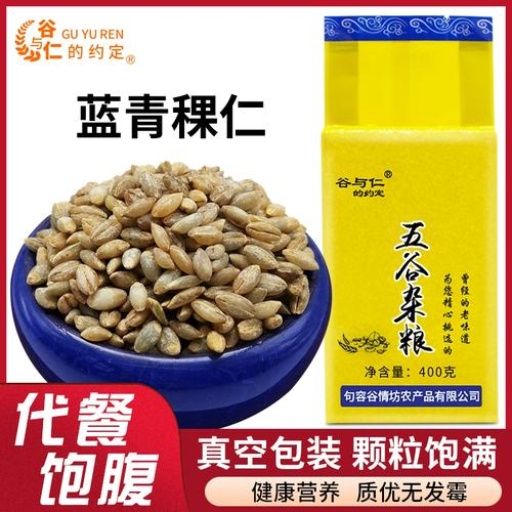 谷与仁的约定®
GU YU REN
蓝青稞仁
谷与仁®
的约定
五谷杂粮
曾经的老味道
为您精心挑选的
净含量：400克
句容谷情坊农产品有限公司
代餐
饱腹
真空包装 颗粒饱满
健康营养 质优无发霉